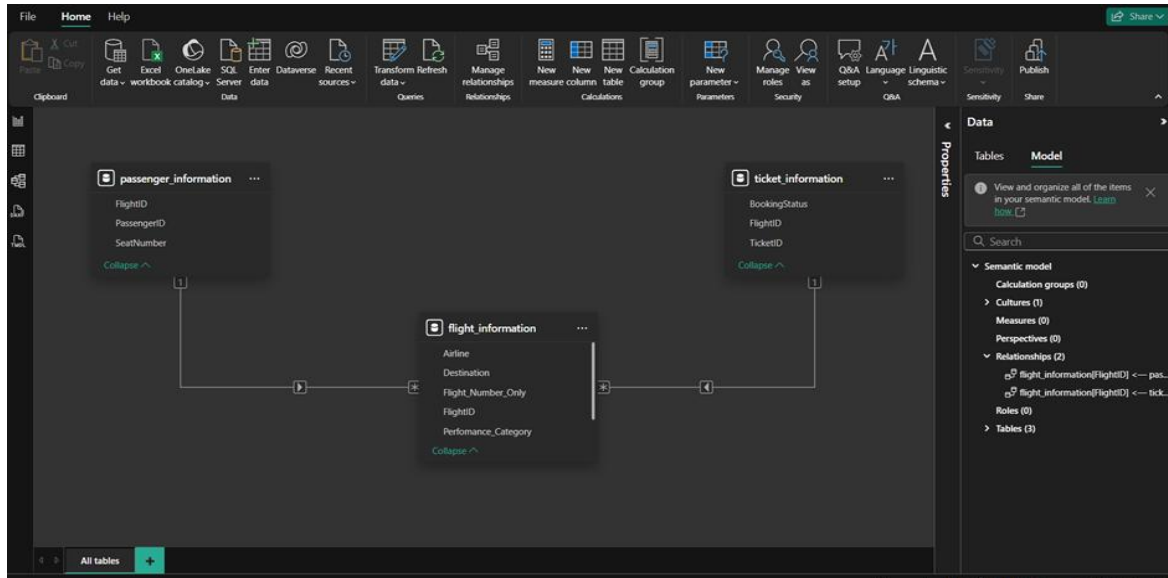 File Home Help
Share
Paste
Cut
Copy
Get data
Excel workbook
OneLake catalog
SQL Server
Enter data
Dataverse
Recent sources
Transform data
Refresh
Manage relationships
New measure
New column
New table
Calculation group
New parameter
Manage roles
View as
Q&A setup
Language
Linguistic schema
Sensitivity
Publish
Clipboard
Data
Queries
Relationships
Calculations
Parameters
Security
Q&A
Sensitivity
Share
passenger_information ...
FlightID
PassengerID
SeatNumber
Collapse
1
ticket_information ...
BookingStatus
FlightID
TicketID
Collapse
1
flight_information ...
Airline
Destination
Flight_Number_Only
FlightID
Perfomance_Category
Collapse
*
*
Properties
Data
Tables Model
View and organize all of the items
in your semantic model. Learn
how
Search
Semantic model
Calculation groups (0)
Cultures (1)
Measures (0)
Perspectives (0)
Relationships (2)
flight_information[FlightID] <— pas...
flight_information[FlightID] <— tick...
Roles (0)
Tables (3)
All tables +